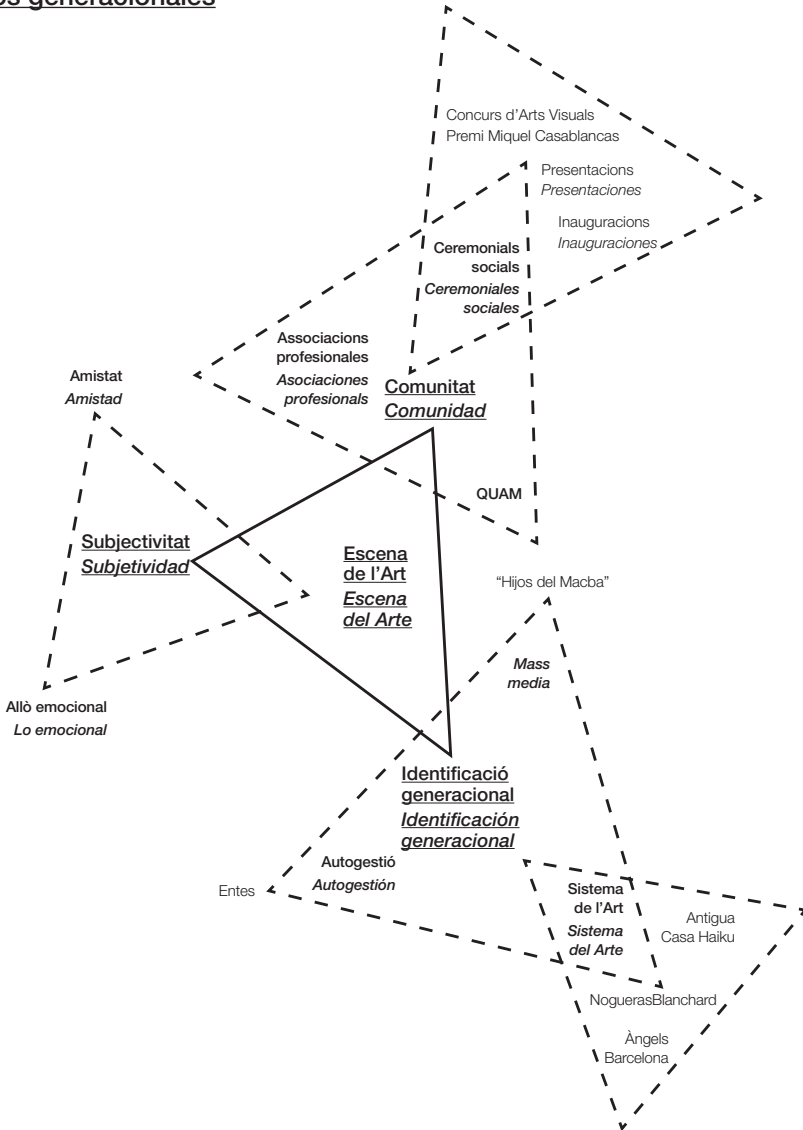 os generacionales
Concurs d'Arts Visuals
Premi Miquel Casablancas
Presentacions
Presentaciones
Inauguracions
Inauguraciones
Ceremonials
socials
Ceremoniales
sociales
Associacions
profesionales
Asociaciones
profesionals
Amistat
Amistad
Comunitat
Comunidad
QUAM
Subjectivitat
Subjetividad
Escena
de l'Art
Escena
del Arte
"Hijos del Macba"
Mass
media
Allò emocional
Lo emocional
Identificació
generacional
Identificación
generacional
Autogestió
Autogestión
Entes
Sistema
de l'Art
Sistema
del Arte
Antigua
Casa Haiku
NoguerasBlanchard
Àngels
Barcelona